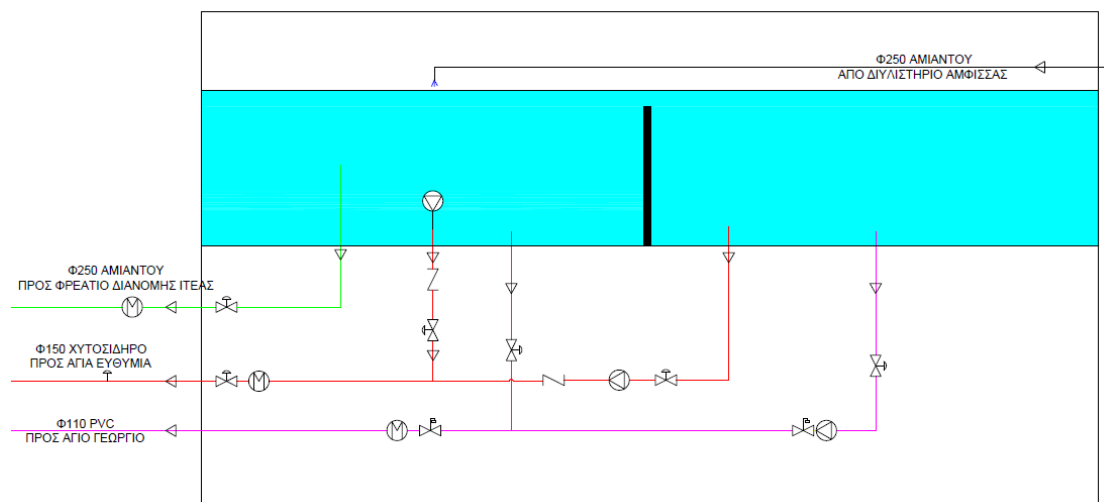 Φ250 ΑΜΙΑΝΤΟΥ
ΑΠΟ ΔΙΥΛΙΣΤΗΡΙΟ ΑΜΦΙΣΣΑΣ
Φ250 ΑΜΙΑΝΤΟΥ
ΠΡΟΣ ΦΡΕΑΤΙΟ ΔΙΑΝΟΜΗΣ ΙΤΕΑΣ
M
Φ150 ΧΥΤΟΣΙΔΗΡΟ
ΠΡΟΣ ΑΓΙΑ ΕΥΘΥΜΙΑ
M
Φ110 PVC
ΠΡΟΣ ΑΓΙΟ ΓΕΩΡΓΙΟ
M